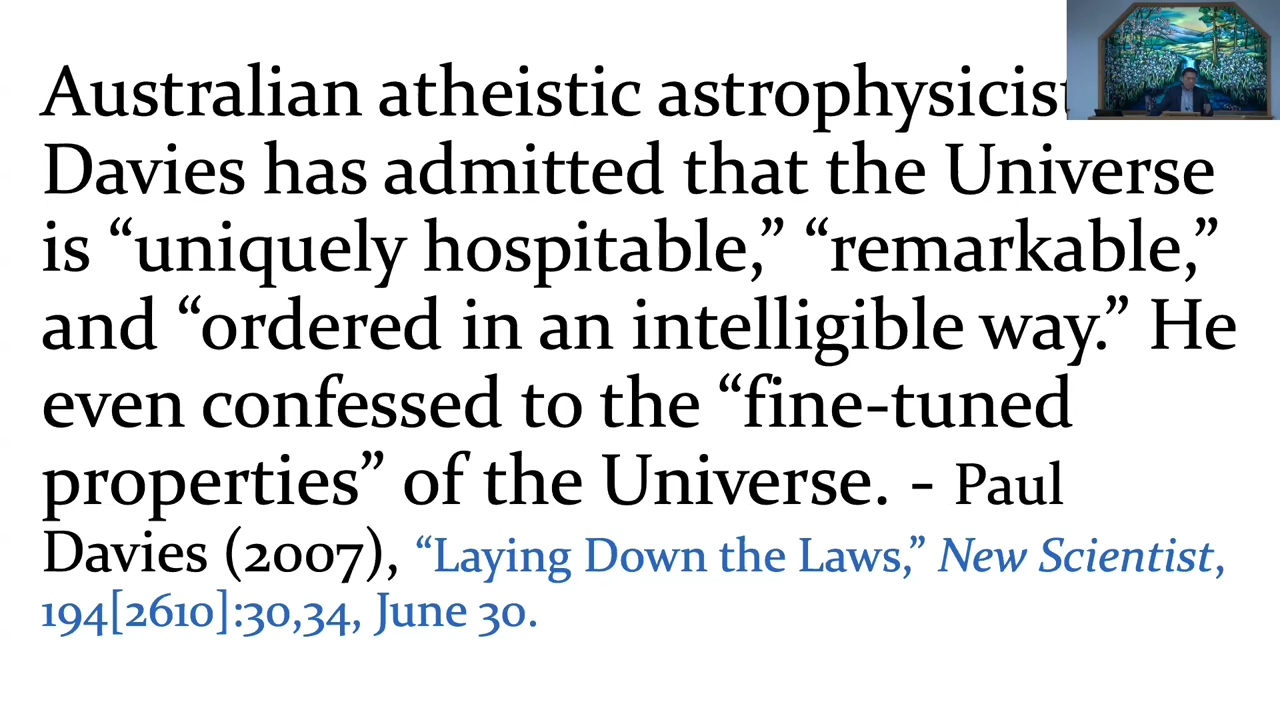 Australian atheistic astrophysicist
Davies has admitted that the Universe
is “uniquely hospitable,” “remarkable,”
and “ordered in an intelligible way.” He
even confessed to the “fine-tuned
properties” of the Universe. - Paul
Davies (2007), “Laying Down the Laws,” New Scientist,
194[2610]:30,34, June 30.